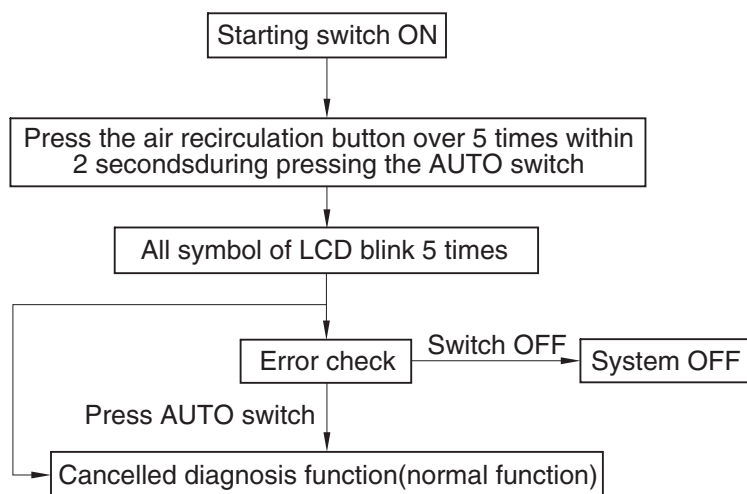 Starting switch ON
Press the air recirculation button over 5 times within
2 secondsduring pressing the AUTO switch
All symbol of LCD blink 5 times
Error check
Switch OFF
System OFF
Press AUTO switch
Cancelled diagnosis function(normal function)